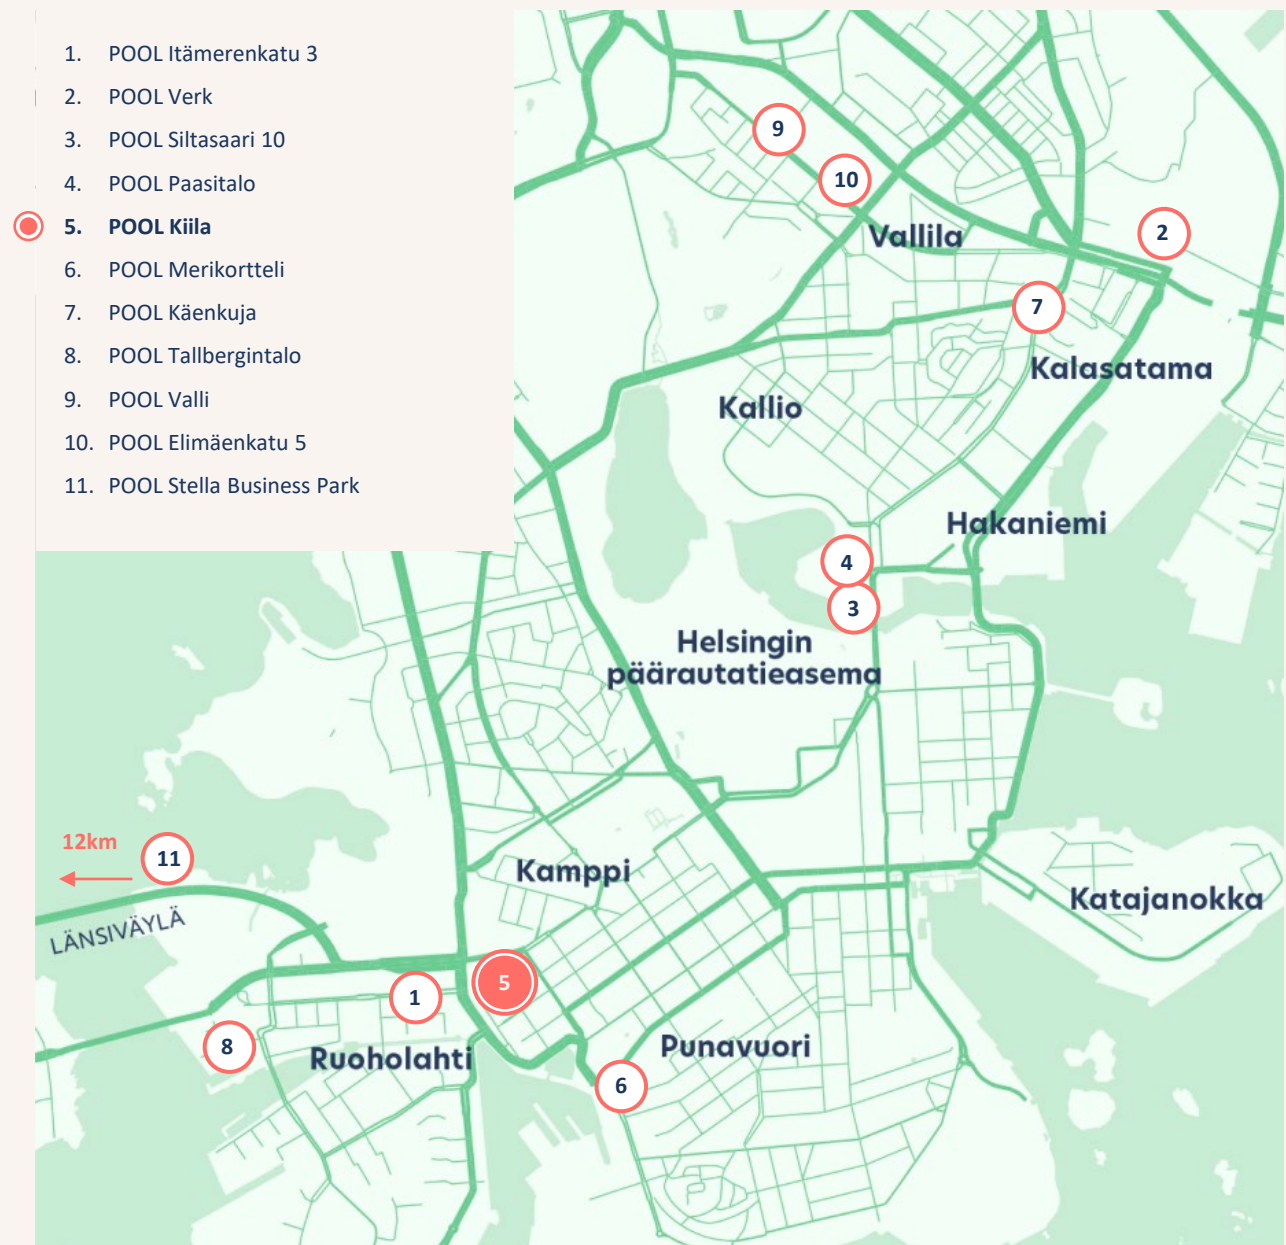 1. POOL Itämerenkatu 3
2. POOL Verk
3. POOL Siltasaari 10
4. POOL Paasitalo
5. POOL Kiila
6. POOL Merikortteli
7. POOL Käenkuja
8. POOL Tallbergintalo
9. POOL Valli
10. POOL Elimäenkatu 5
11. POOL Stella Business Park
9
10
Vallila
2
7
Kalasatama
Kallio
Hakaniemi
4
3
Helsingin
päärautatieasema
12km
11
Kamppi
Katajanokka
LÄNSIVÄYLÄ
5
1
8
Ruoholahti
Punavuori
6